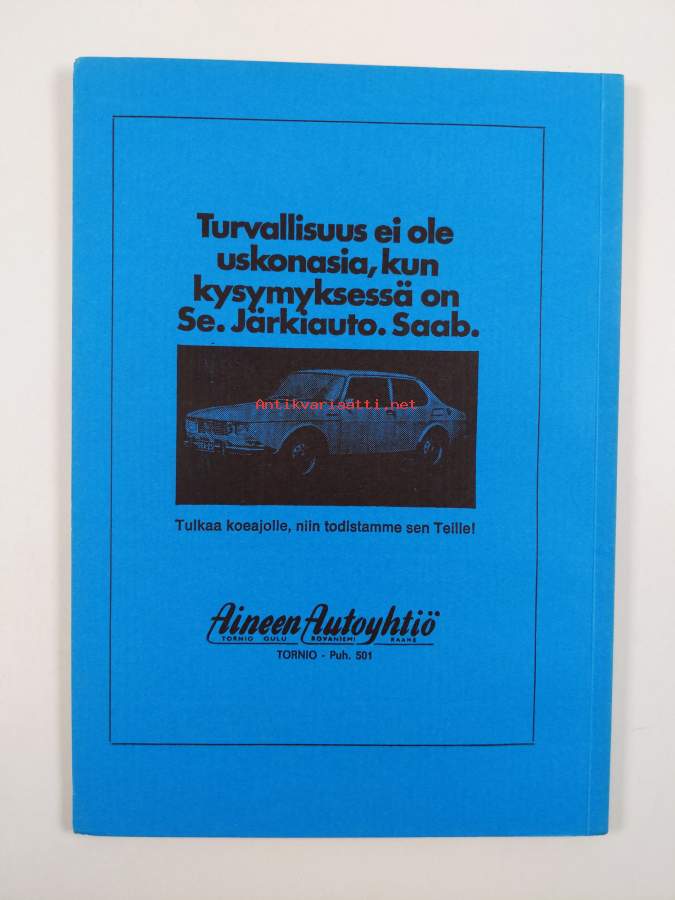 Turvallisuus ei ole
uskonasia, kun
kysymyksessä on
Se. Järkiauto. Saab.
Antikvariaatti.net
Tulkaa koeajolle, niin todistamme sen Teille!
Aineen Autoyhtiö
TORNIO OULU ROVANIEMI RAAHE
TORNIO - Puh. 501